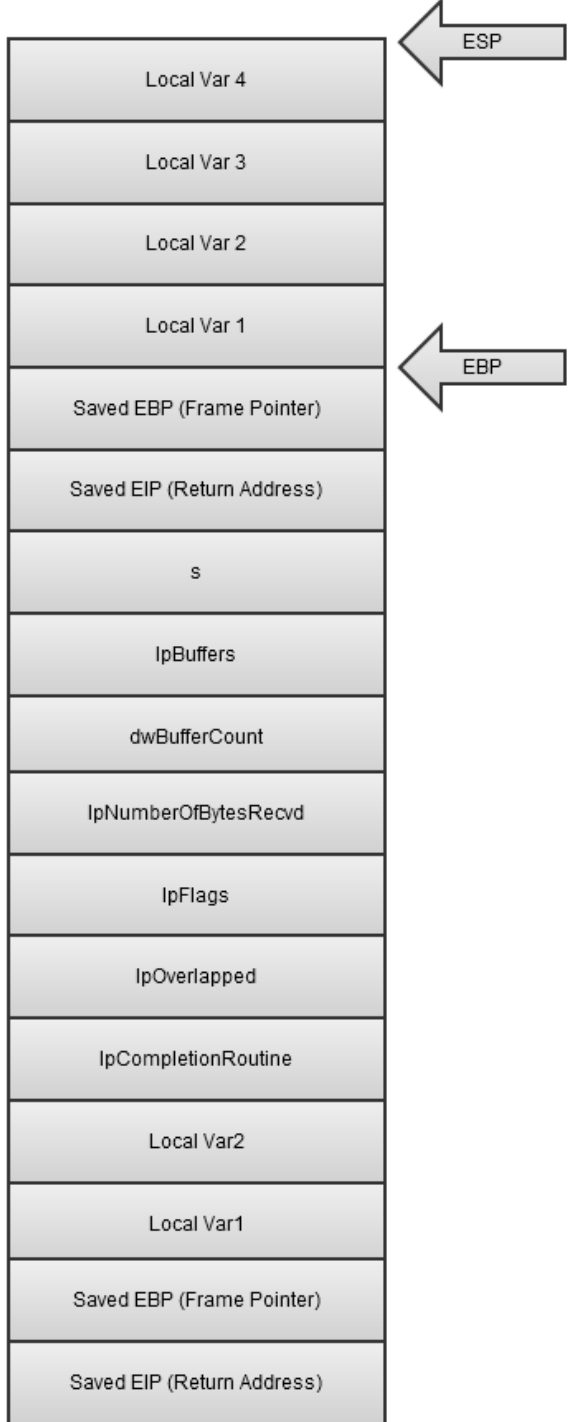 ESP
Local Var 4
Local Var 3
Local Var 2
Local Var 1
EBP
Saved EBP (Frame Pointer)
Saved EIP (Return Address)
s
lpBuffers
dwBufferCount
lpNumberOfBytesRecvd
lpFlags
lpOverlapped
lpCompletionRoutine
Local Var2
Local Var1
Saved EBP (Frame Pointer)
Saved EIP (Return Address)